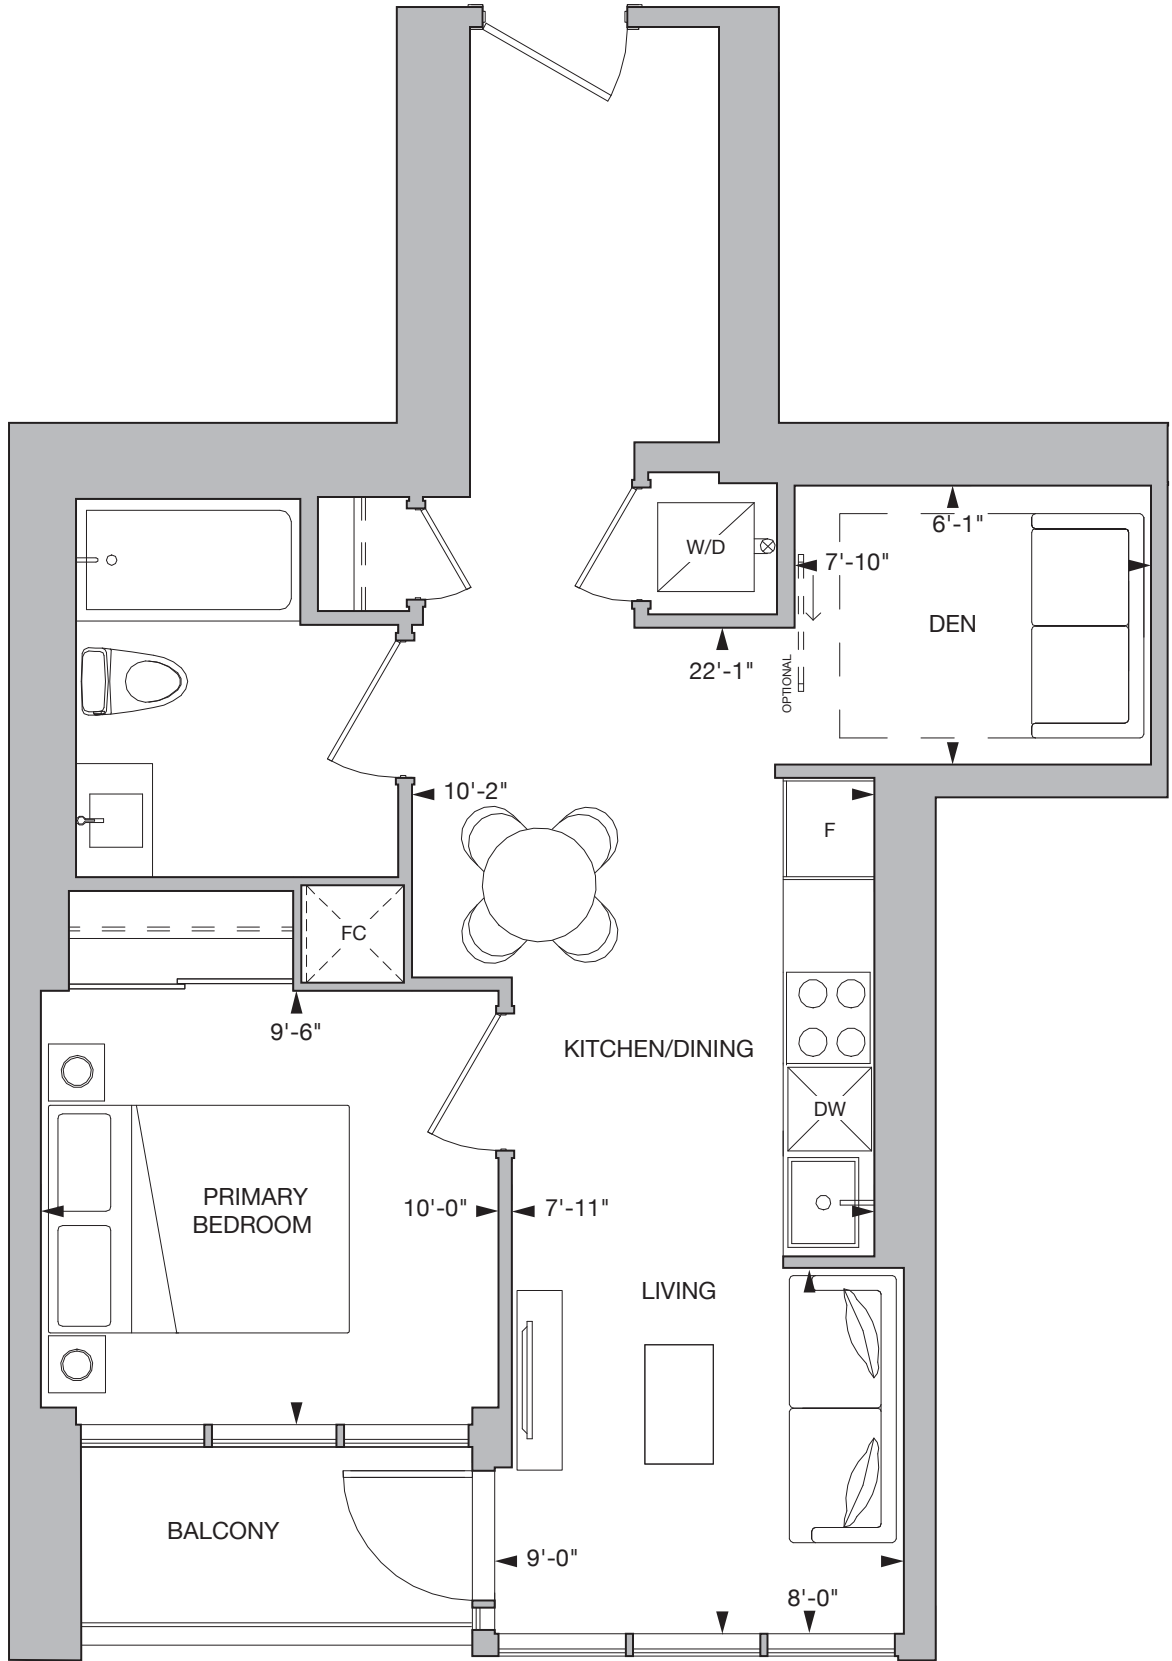 6'-1"
W/D
7'-10"
DEN
22'-1"
OPTIONAL
10'-2"
F
FC
9'-6"
KITCHEN/DINING
DW
PRIMARY
BEDROOM
10'-0"
7'-11"
LIVING
BALCONY
9'-0"
8'-0"